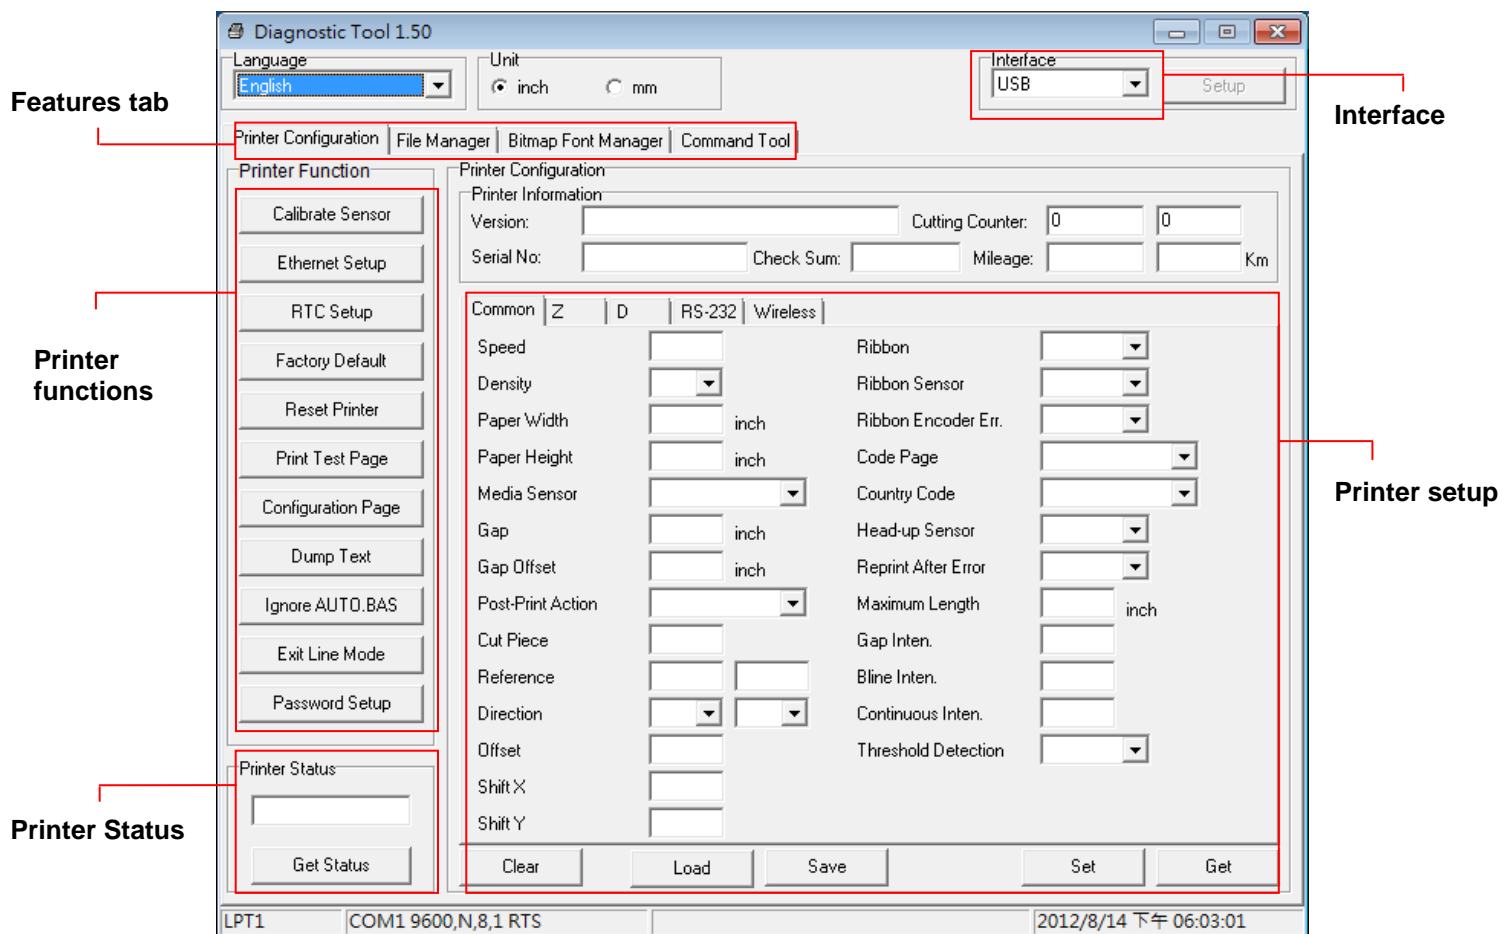 Diagnostic Tool 1.50
Language
English
Unit
inch
mm
Interface
USB
Setup
Features tab
Interface
Printer Configuration
File Manager
Bitmap Font Manager
Command Tool
Printer Function
Calibrate Sensor
Ethernet Setup
RTC Setup
Factory Default
Reset Printer
Print Test Page
Configuration Page
Dump Text
Ignore AUTO.BAS
Exit Line Mode
Password Setup
Printer functions
Printer Status
Get Status
Printer Status
Printer Configuration
Printer Information
Version:
Cutting Counter:
0
0
Serial No:
Check Sum:
Mileage:
Km
Common
Z
D
RS-232
Wireless
Speed
Density
Paper Width
inch
Paper Height
inch
Media Sensor
Gap
inch
Gap Offset
inch
Post-Print Action
Cut Piece
Reference
Direction
Offset
Shift X
Shift Y
Ribbon
Ribbon Sensor
Ribbon Encoder Err.
Code Page
Country Code
Head-up Sensor
Reprint After Error
Maximum Length
inch
Gap Inten.
Bline Inten.
Continuous Inten.
Threshold Detection
Printer setup
Clear
Load
Save
Set
Get
LPT1
COM1 9600,N,8,1 RTS
2012/8/14 下午 06:03:01